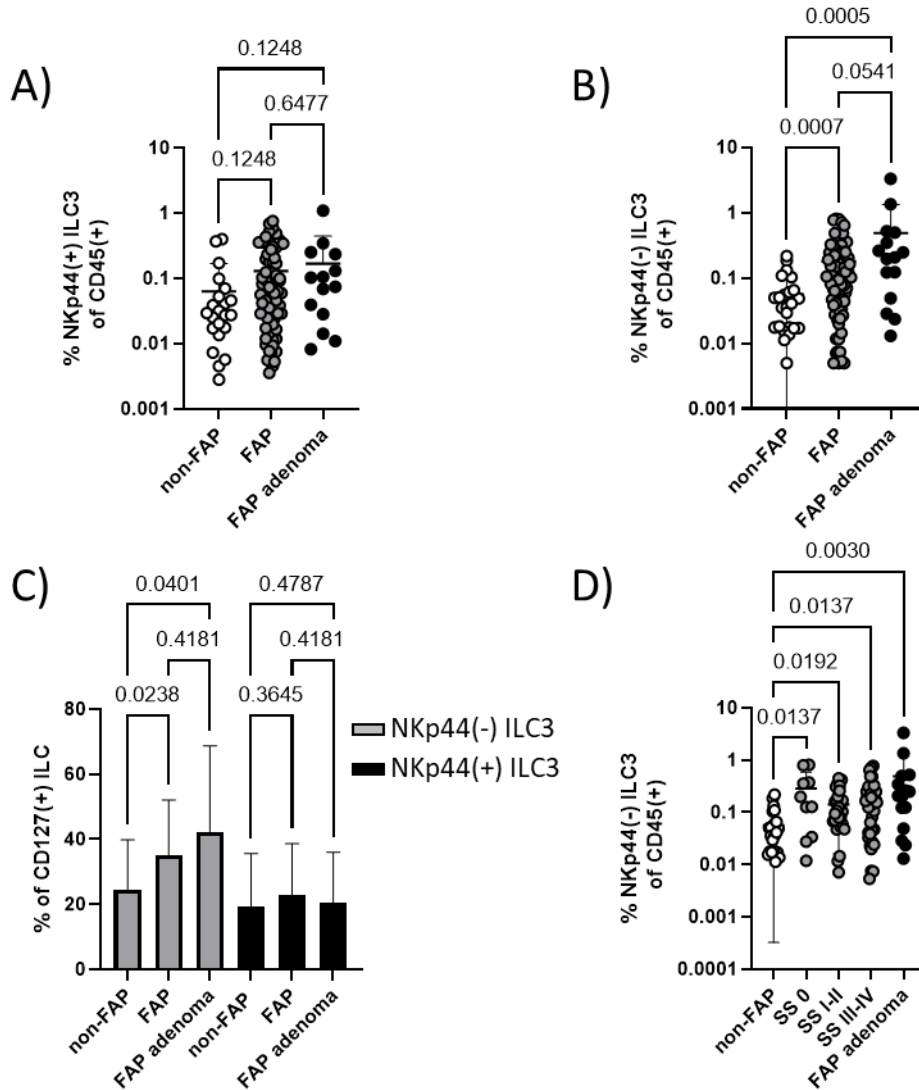 A)
0.1248
0.6477
0.1248
% NKp44(+) ILC3
of CD45(+)
10
1
0.1
0.01
0.001
non-FAP
FAP
FAP adenoma
B)
0.0005
0.0541
0.0007
% NKp44(-) ILC3
of CD45(+)
10
1
0.1
0.01
0.001
non-FAP
FAP
FAP adenoma
C)
0.0401
0.4787
0.4181
0.4181
0.0238
0.3645
% of CD127(+) ILC
80
60
40
20
0
non-FAP
FAP
FAP adenoma
non-FAP
FAP
FAP adenoma
NKp44(-) ILC3
NKp44(+) ILC3
D)
0.0030
0.0137
0.0192
0.0137
% NKp44(-) ILC3
of CD45(+)
10
1
0.1
0.01
0.001
0.0001
non-FAP
SS 0
SS I-II
SS III-IV
FAP adenoma